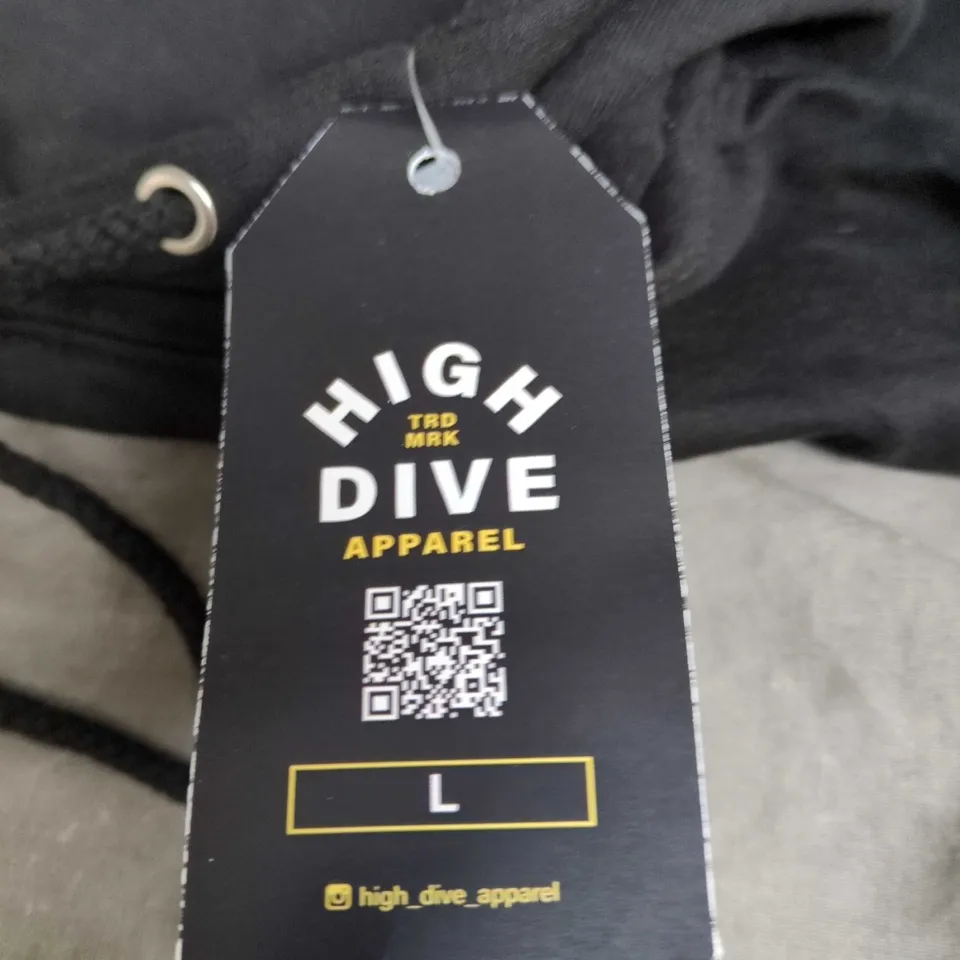 HIGH
TRD
MRK
DIVE
APPAREL
L
high_dive_apparel